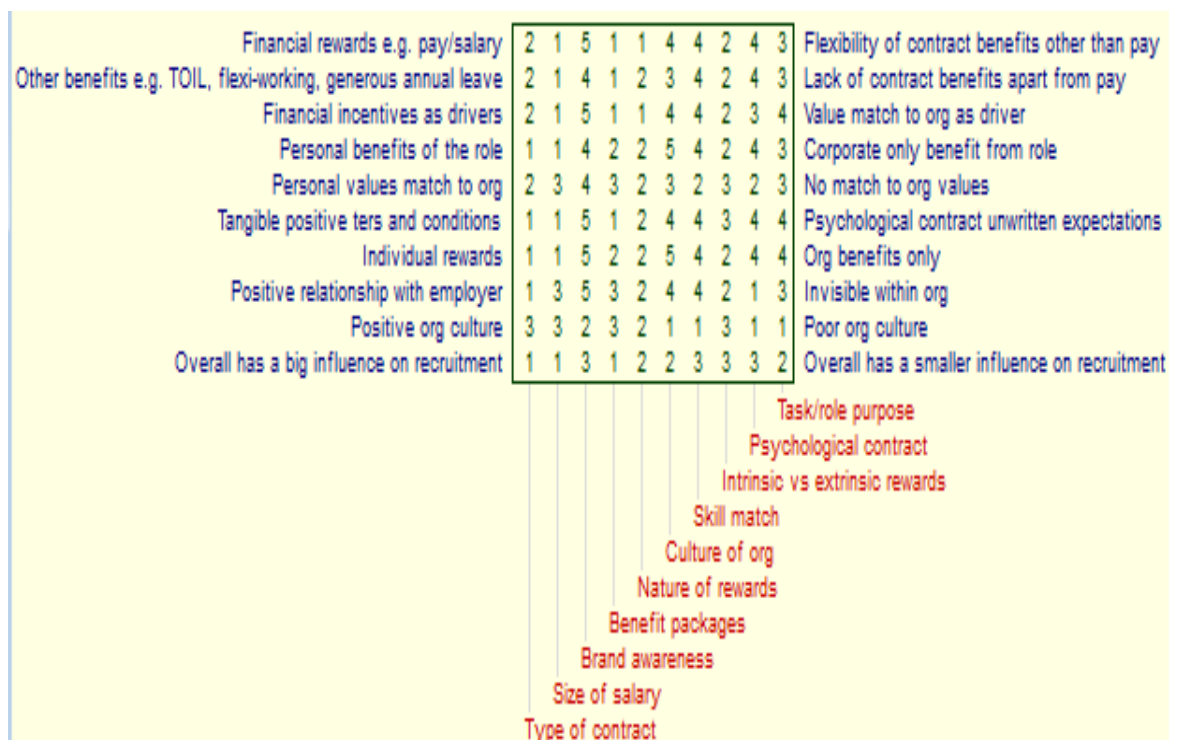 Financial rewards e.g. pay/salary 2 1 5 1 1 4 4 2 4 3 Flexibility of contract benefits other than pay
Other benefits e.g. TOIL, flexi-working, generous annual leave 2 1 4 1 2 3 4 2 4 3 Lack of contract benefits apart from pay
Financial incentives as drivers 2 1 5 1 1 4 4 2 3 4 Value match to org as driver
Personal benefits of the role 1 1 4 2 2 5 4 2 4 3 Corporate only benefit from role
Personal values match to org 2 3 4 3 2 3 2 3 2 3 No match to org values
Tangible positive ters and conditions 1 1 5 1 2 4 4 3 4 4 Psychological contract unwritten expectations
Individual rewards 1 1 5 2 2 5 4 2 4 4 Org benefits only
Positive relationship with employer 1 3 5 3 2 4 4 2 1 3 Invisible within org
Positive org culture 3 3 2 3 2 1 1 3 1 1 Poor org culture
Overall has a big influence on recruitment 1 1 3 1 2 2 3 3 3 2 Overall has a smaller influence on recruitment
Task/role purpose
Psychological contract
Intrinsic vs extrinsic rewards
Skill match
Culture of org
Nature of rewards
Benefit packages
Brand awareness
Size of salary
Type of contract